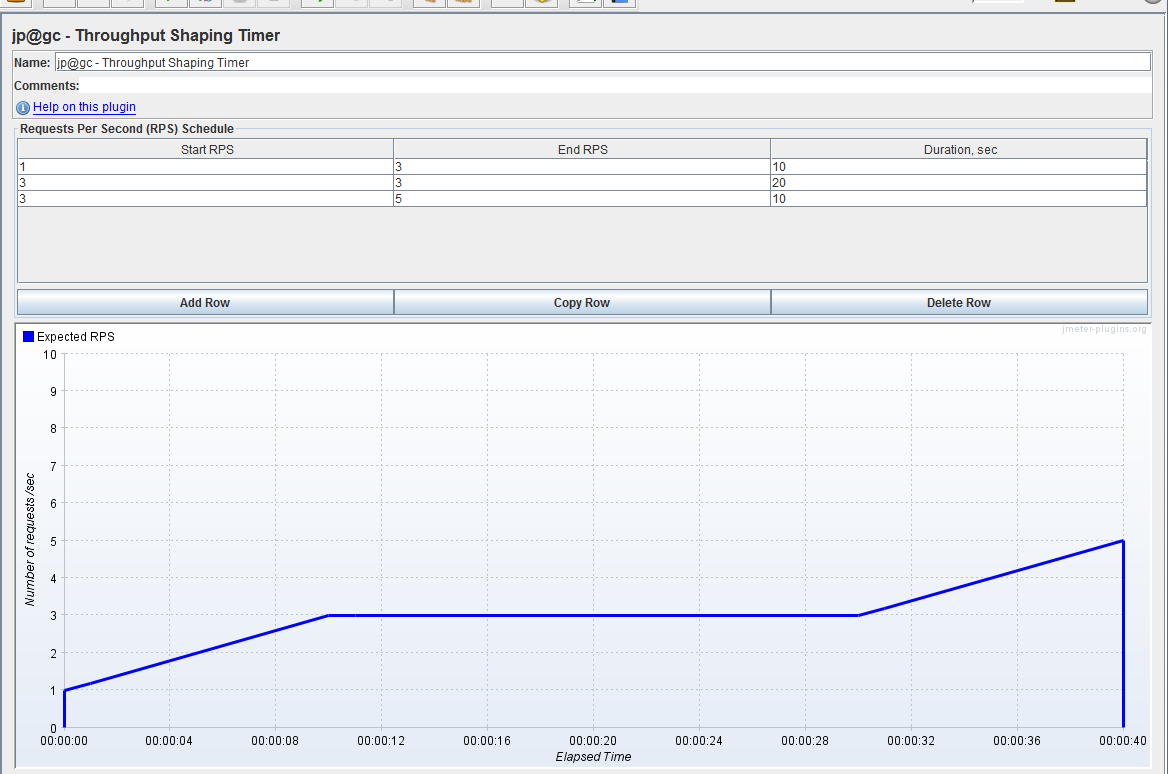 jp@gc - Throughput Shaping Timer
Name: jp@gc - Throughput Shaping Timer
Comments:
Help on this plugin
Requests Per Second (RPS) Schedule
Start RPS End RPS Duration, sec
1 3 10
3 3 20
3 5 10
Add Row Copy Row Delete Row
jmeter-plugins.org
Expected RPS
10
9
8
7
6
5
4
3
2
1
0
Number of requests /sec
00:00:00 00:00:04 00:00:08 00:00:12 00:00:16 00:00:20 00:00:24 00:00:28 00:00:32 00:00:36 00:00:40
Elapsed Time